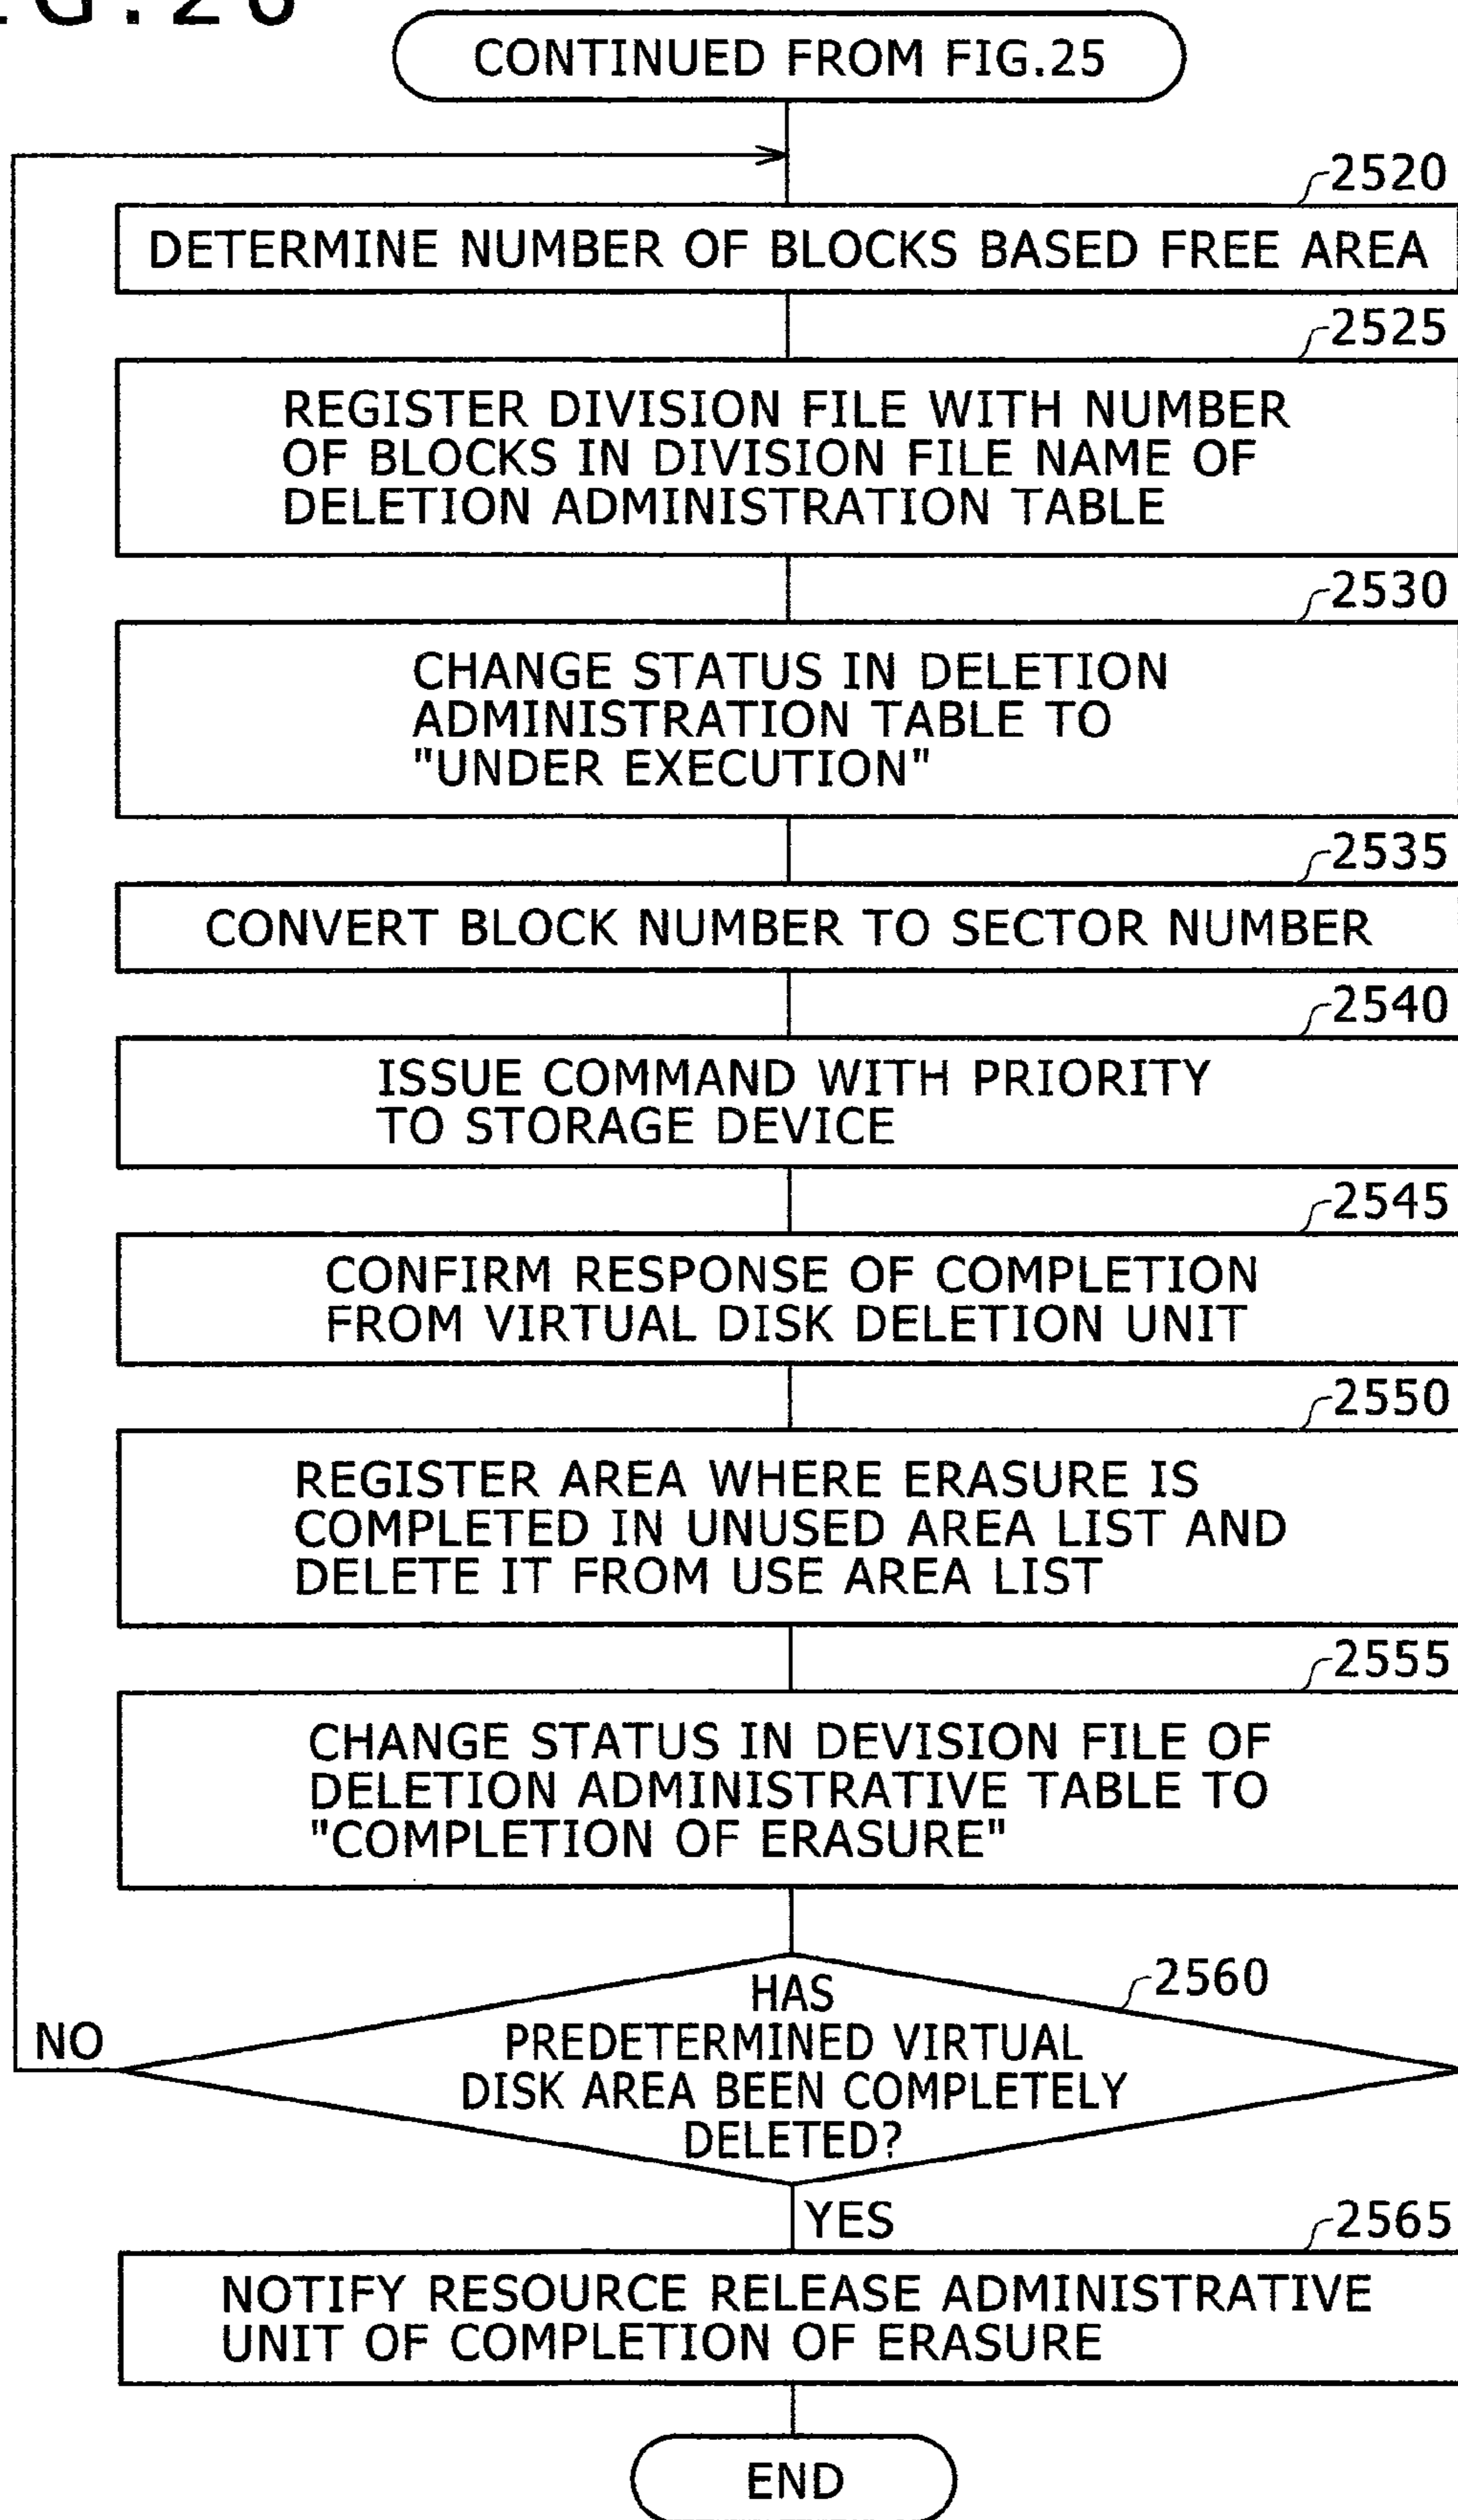 CONTINUED FROM FIG.25
2520
DETERMINE NUMBER OF BLOCKS BASED FREE AREA
2525
REGISTER DIVISION FILE WITH NUMBER
OF BLOCKS IN DIVISION FILE NAME OF
DELETION ADMINISTRATION TABLE
2530
CHANGE STATUS IN DELETION
ADMINISTRATION TABLE TO
"UNDER EXECUTION"
2535
CONVERT BLOCK NUMBER TO SECTOR NUMBER
2540
ISSUE COMMAND WITH PRIORITY
TO STORAGE DEVICE
2545
CONFIRM RESPONSE OF COMPLETION
FROM VIRTUAL DISK DELETION UNIT
2550
REGISTER AREA WHERE ERASURE IS
COMPLETED IN UNUSED AREA LIST AND
DELETE IT FROM USE AREA LIST
2555
CHANGE STATUS IN DEVISION FILE OF
DELETION ADMINISTRATIVE TABLE TO
"COMPLETION OF ERASURE"
2560
HAS
PREDETERMINED VIRTUAL
DISK AREA BEEN COMPLETELY
DELETED?
NO
YES
2565
NOTIFY RESOURCE RELEASE ADMINISTRATIVE
UNIT OF COMPLETION OF ERASURE
END